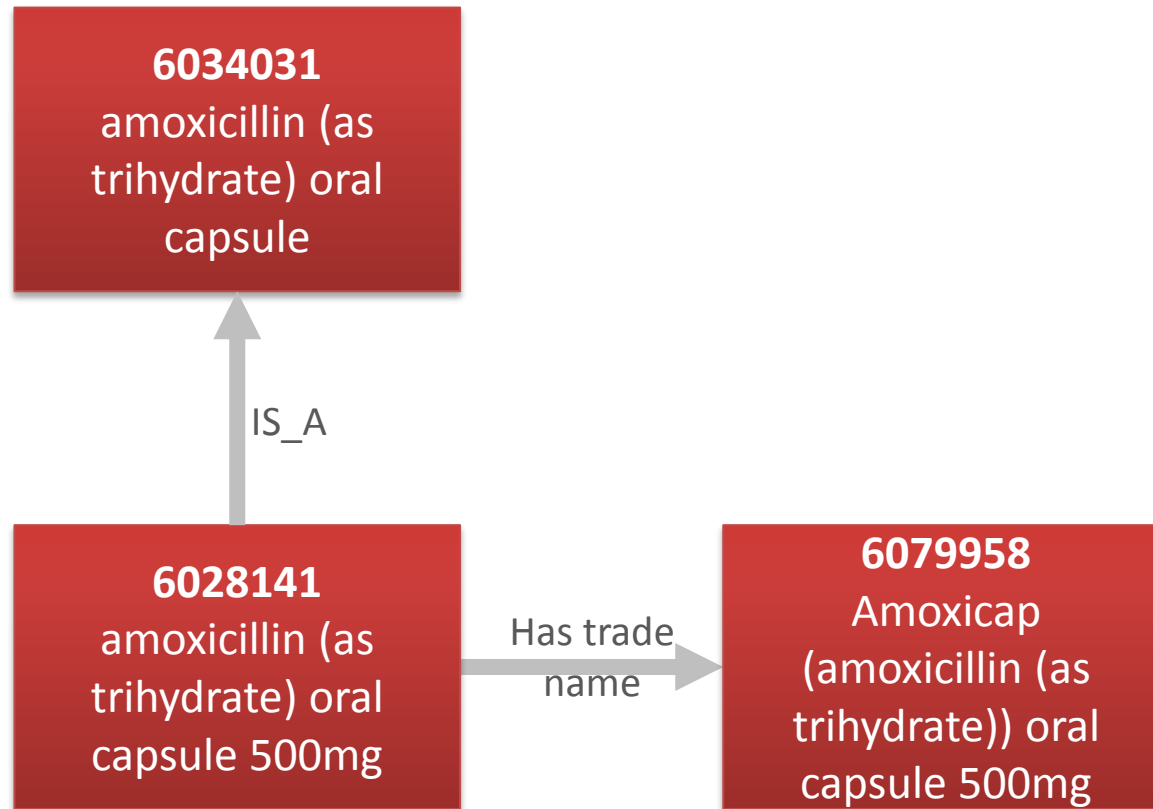 6034031
amoxicillin (as
trihydrate) oral
capsule
IS_A
6028141
amoxicillin (as
trihydrate) oral
capsule 500mg
Has trade
name
6079958
Amoxicap
(amoxicillin (as
trihydrate)) oral
capsule 500mg